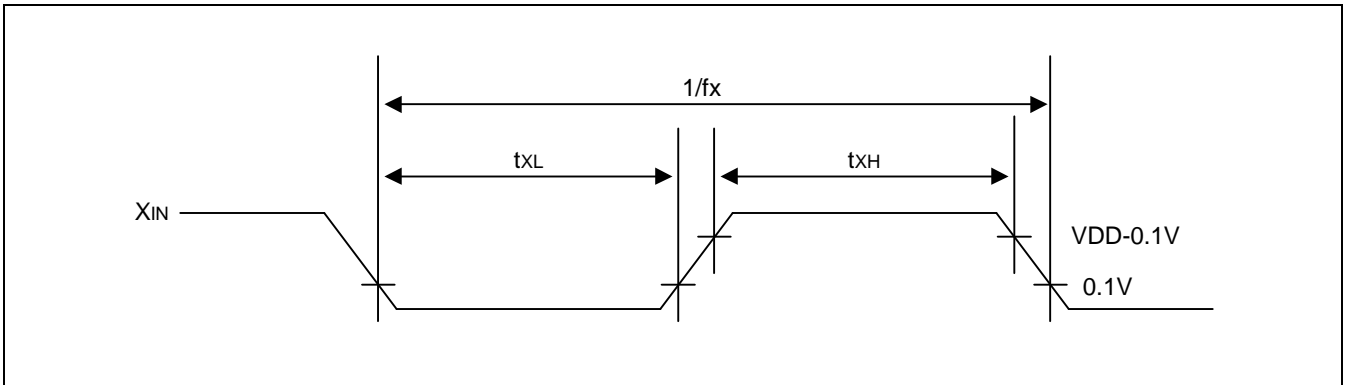 1/fx
tXL
tXH
XIN
VDD-0.1V
0.1V